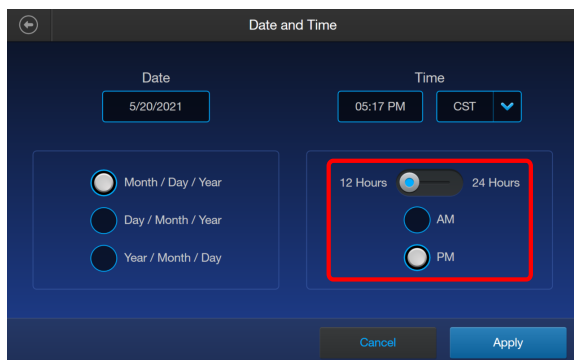 Date and Time
Date
Time
5/20/2021
05:17 PM
CST
Month / Day / Year
Day / Month / Year
Year / Month / Day
12 Hours
24 Hours
AM
PM
Cancel
Apply